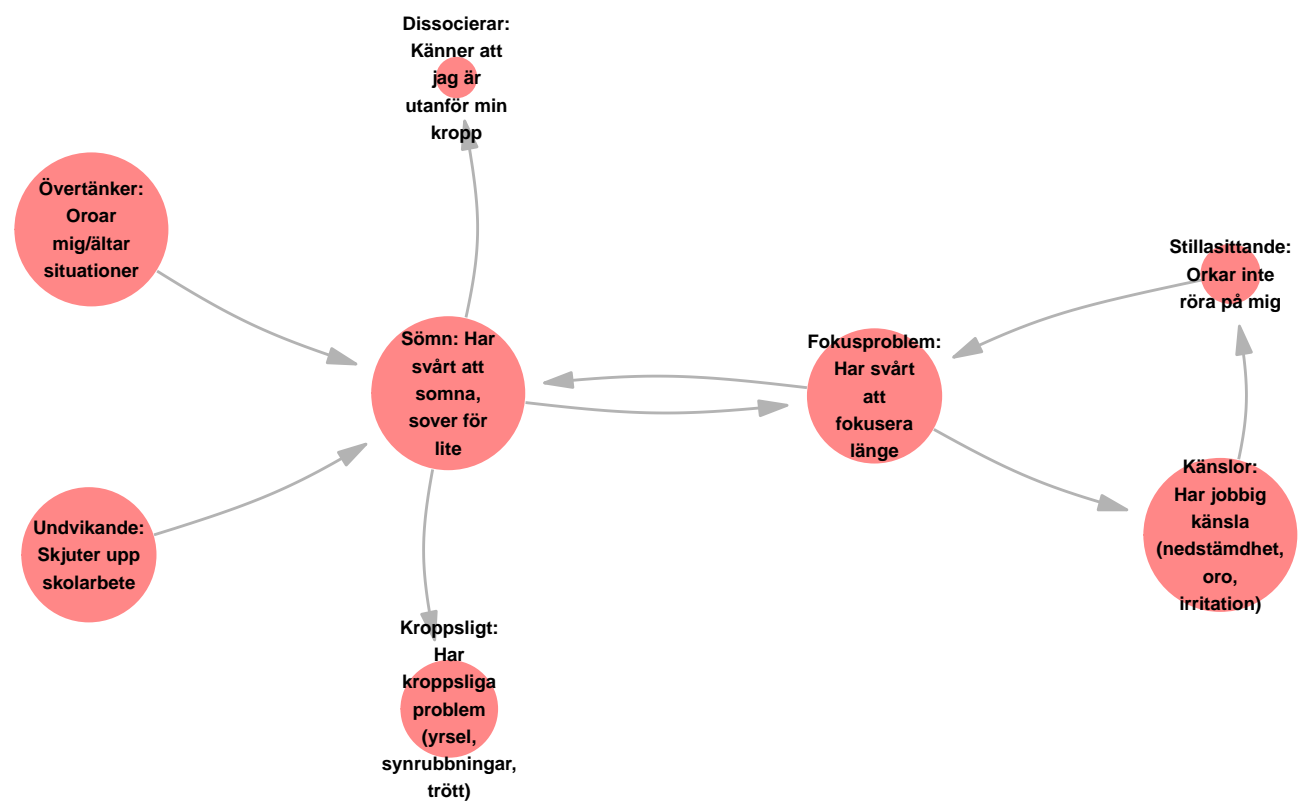 Dissocierar:
Känner att
jag är
utanför min
kropp
Övertänker:
Oroar
mig/ältar
situationer
Stillasittande:
Orkar inte
röra på mig
Sömn: Har
svårt att
somna,
sover för
lite
Fokusproblem:
Har svårt
att
fokusera
länge
Känslor:
Har jobbig
känsla
(nedstämdhet,
oro,
irritation)
Undvikande:
Skjuter upp
skolarbete
Kroppsligt:
Har
kroppsliga
problem
(yrsel,
synrubbningar,
trött)